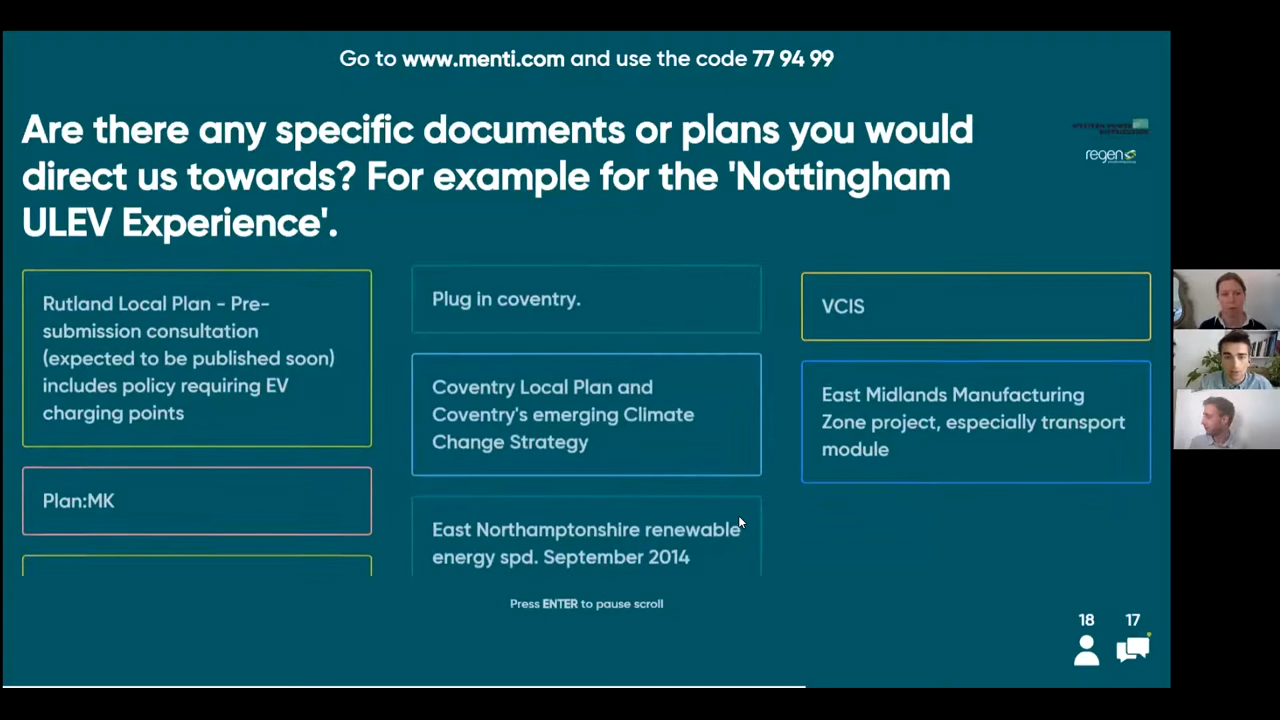 Go to www.menti.com and use the code 77 94 99
Are there any specific documents or plans you would
direct us towards? For example for the 'Nottingham
ULEV Experience'.
regen
Rutland Local Plan - Pre-
submission consultation
(expected to be published soon)
includes policy requiring EV
charging points
Plan:MK
Plug in coventry.
Coventry Local Plan and
Coventry's emerging Climate
Change Strategy
East Northamptonshire renewable
energy spd. September 2014
VCIS
East Midlands Manufacturing
Zone project, especially transport
module
Press ENTER to pause scroll
18
17